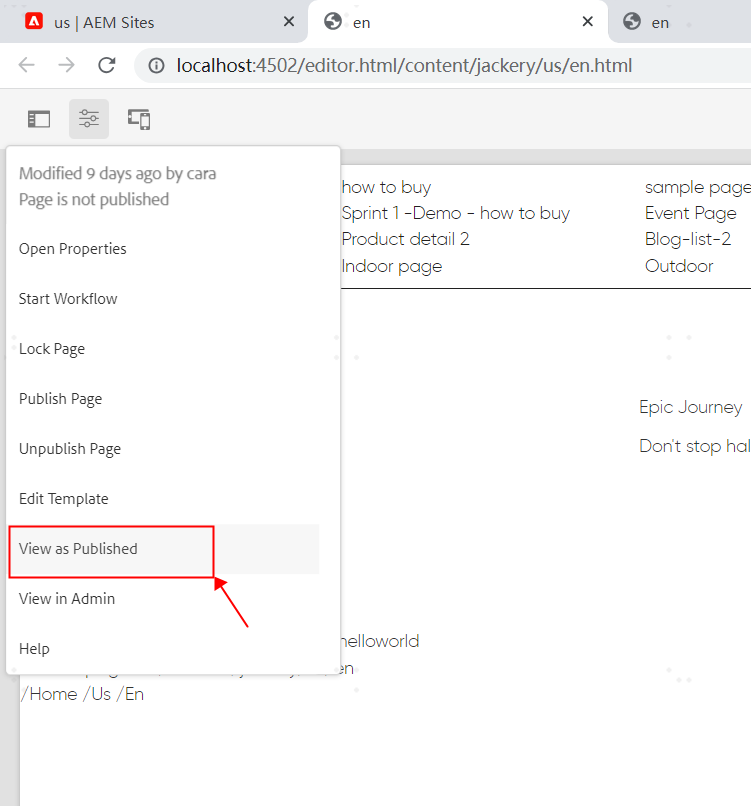 us | AEM Sites
en
en
localhost:4502/editor.html/content/jackery/us/en.html
Modified 9 days ago by cara
Page is not published
Open Properties
Start Workflow
Lock Page
Publish Page
Unpublish Page
Edit Template
View as Published
View in Admin
Help
how to buy
Sprint 1 -Demo - how to buy
Product detail 2
Indoor page
sample page
Event Page
Blog-list-2
Outdoor
Epic Journey
Don't stop hal
helloworld
en
/Home /Us /En